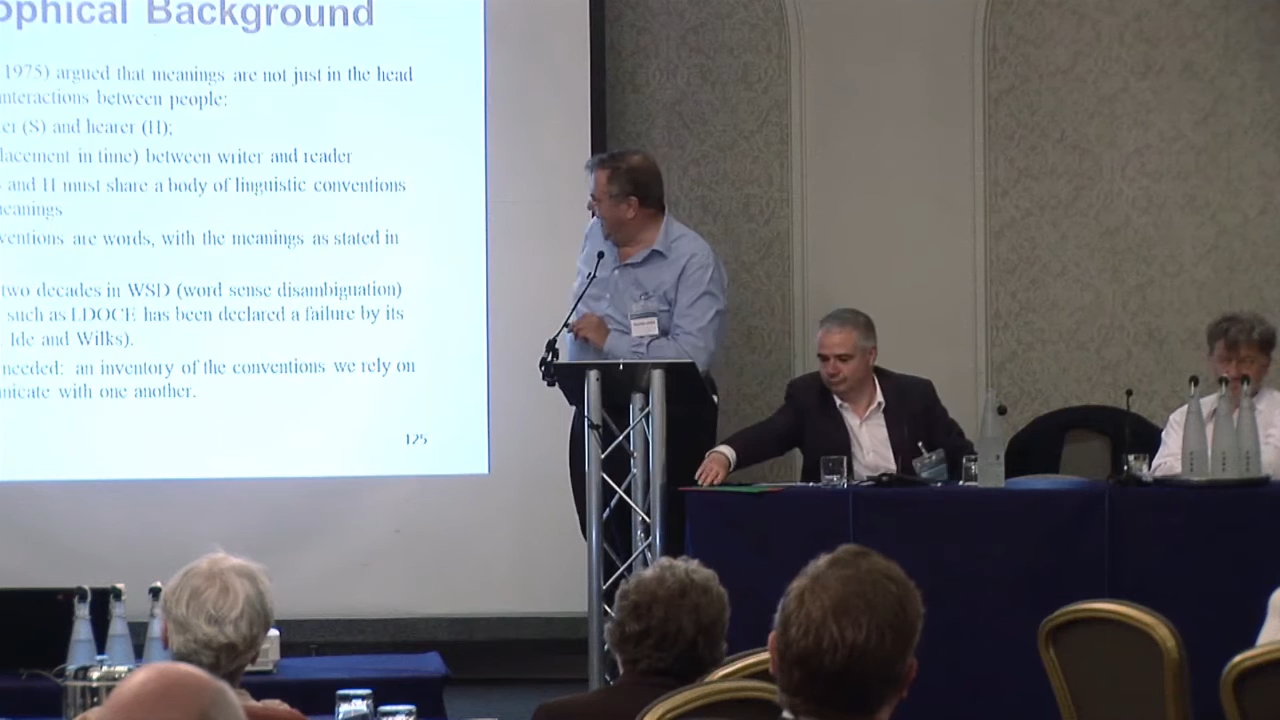 ophical Background
1975) argued that meanings are not just in the head
interactions between people:
er (S) and hearer (H);
lacement in time) between writer and reader
and H must share a body of linguistic conventions
eanings
ventions are words, with the meanings as stated in
two decades in WSD (word sense disambiguation)
such as LDOCE has been declared a failure by its
Ide and Wilks).
needed: an inventory of the conventions we rely on
nicate with one another.
125